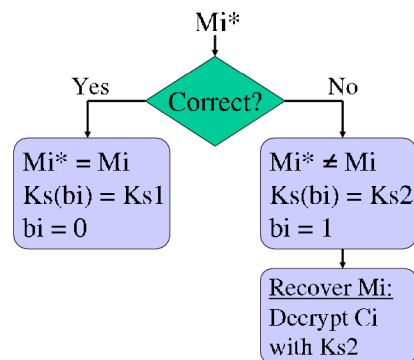 Mi*
Yes
No
Correct?
Mi* = Mi
Ks(bi) = Ks1
bi = 0
Mi* ≠ Mi
Ks(bi) = Ks2
bi = 1
Recover Mi:
Decrypt Ci
with Ks2